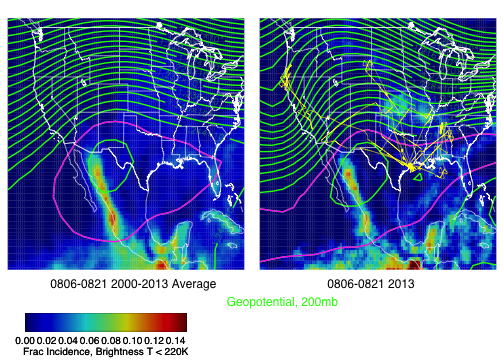 0806-0821 2000-2013 Average
0806-0821 2013
Geopotential, 200mb
0.00 0.02 0.04 0.06 0.08 0.10 0.12 0.14
Frac Incidence, Brightness T < 220K